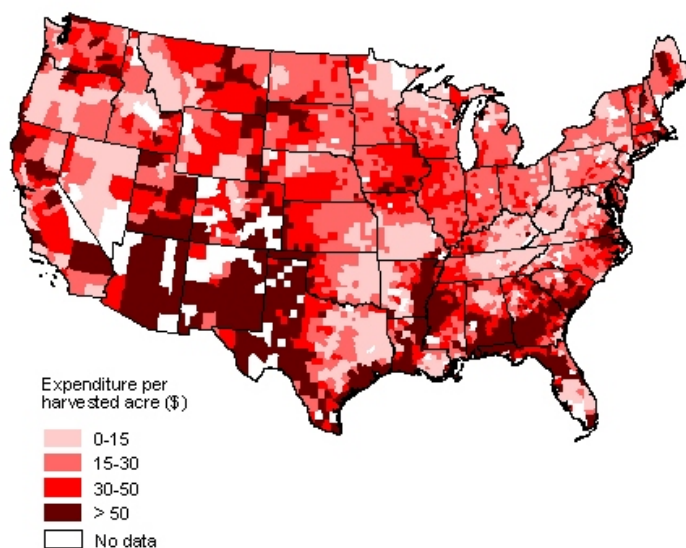 Expenditure per
harvested acre ($)
0-15
15-30
30-50
> 50
No data